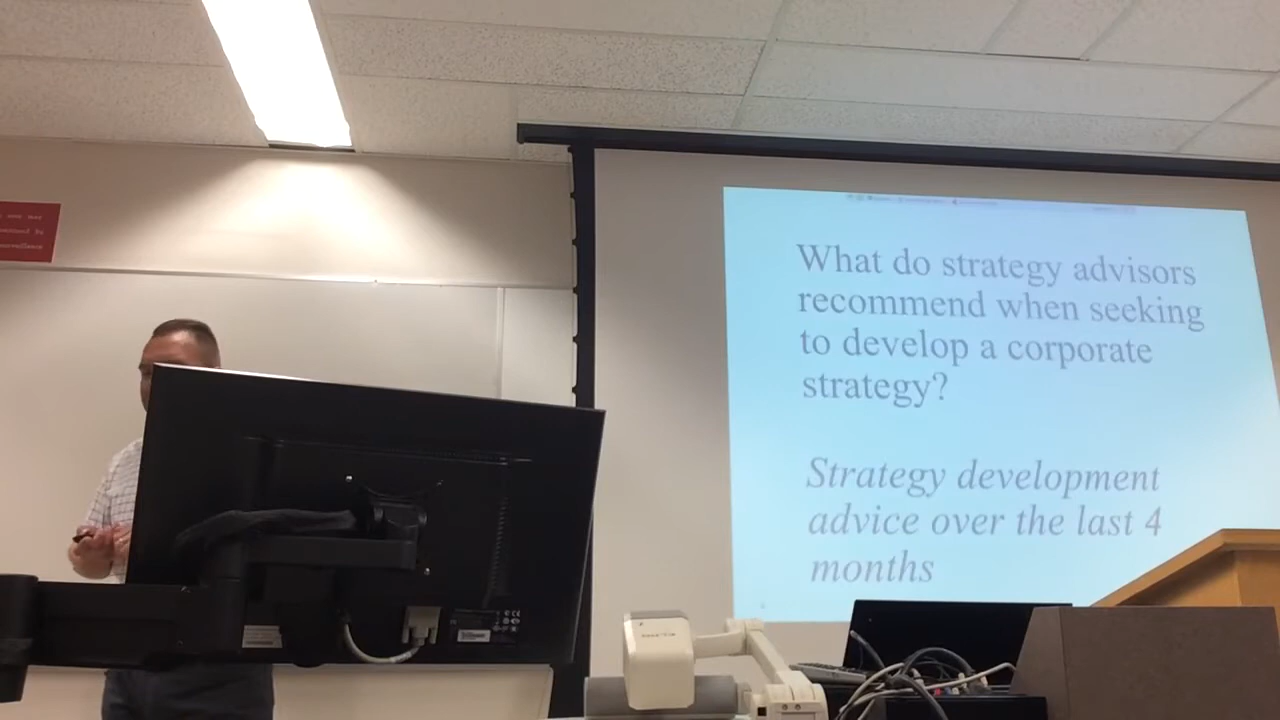 What do strategy advisors
recommend when seeking
to develop a corporate
strategy?
Strategy development
advice over the last 4
months